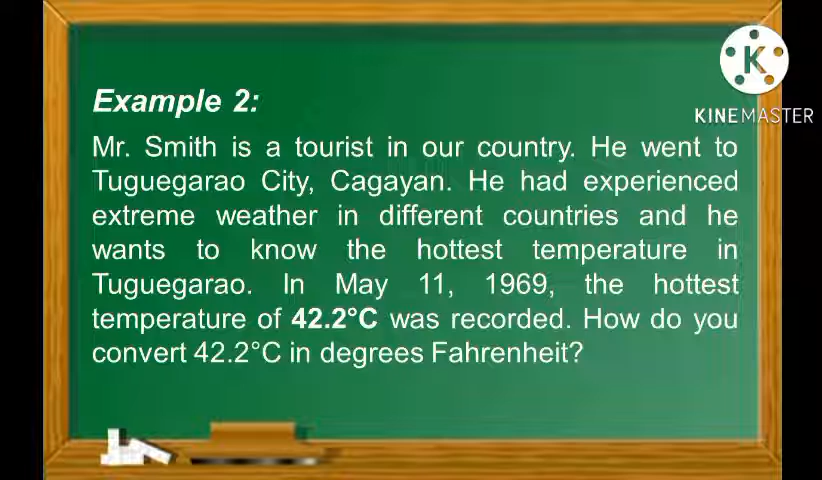 K
KINEMASTER
Example 2:
Mr. Smith is a tourist in our country. He went to
Tuguegarao City, Cagayan. He had experienced
extreme weather in different countries and he
wants to know the hottest temperature in
Tuguegarao. In May 11, 1969, the hottest
temperature of 42.2°C was recorded. How do you
convert 42.2°C in degrees Fahrenheit?